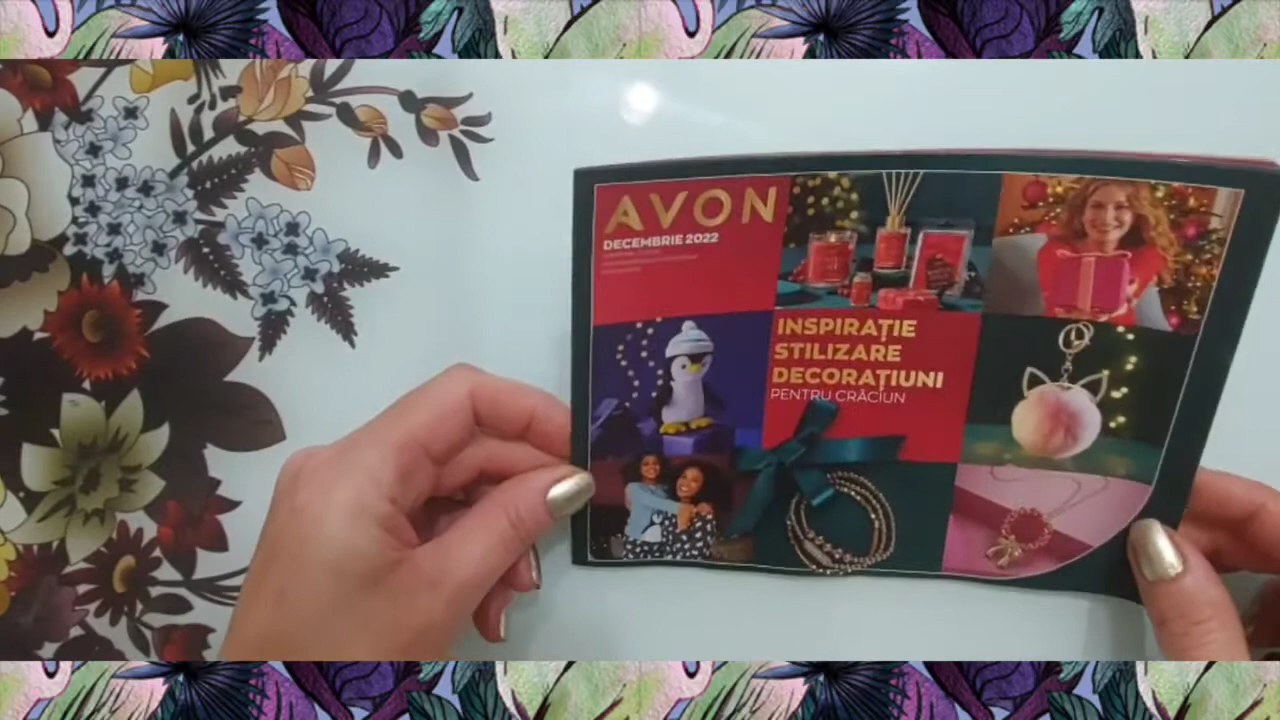 AVON
DECEMBRIE 2022
INSPIRAȚIE
STILIZARE
DECORAȚIUNI
PENTRU CRĂCIUN